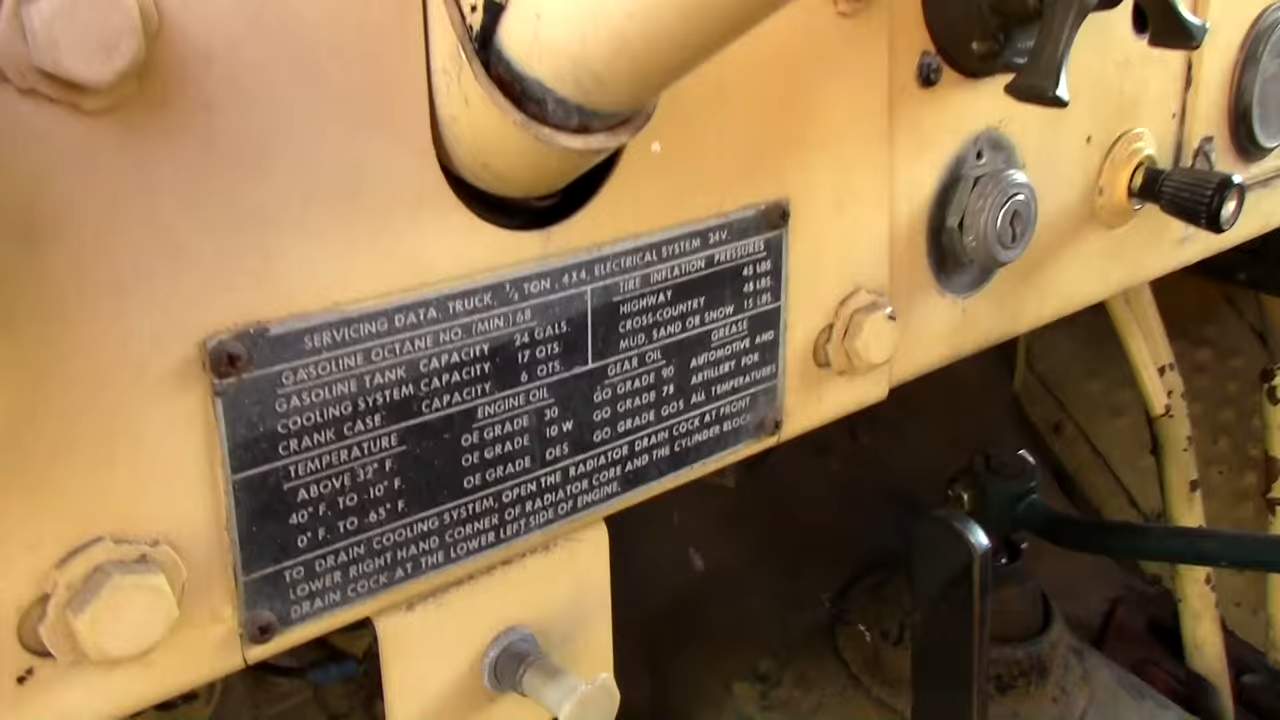 SERVICING DATA, TRUCK, 3/4 TON, 4X4, ELECTRICAL SYSTEM 24V.
GASOLINE OCTANE NO. (MIN.) 68
GASOLINE TANK CAPACITY 24 GALS.
COOLING SYSTEM CAPACITY 17 QTS.
CRANK CASE. CAPACITY 6 QTS.
TIRE INFLATION PRESSURES
HIGHWAY 45 LBS.
CROSS-COUNTRY 45 LBS.
MUD, SAND OR SNOW 15 LBS.
TEMPERATURE ENGINE OIL GEAR OIL GREASE
ABOVE 32° F. OE GRADE 30 GO GRADE 90 AUTOMOTIVE AND
40° F. TO -10° F. OE GRADE 10 W GO GRADE 75 ARTILLERY FOR
0° F. TO -65° F. OE GRADE OES GO GRADE GOS ALL TEMPERATURES
TO DRAIN COOLING SYSTEM, OPEN THE RADIATOR DRAIN COCK AT FRONT
LOWER RIGHT HAND CORNER OF RADIATOR CORE AND THE CYLINDER BLOCK
DRAIN COCK AT THE LOWER LEFT SIDE OF ENGINE.